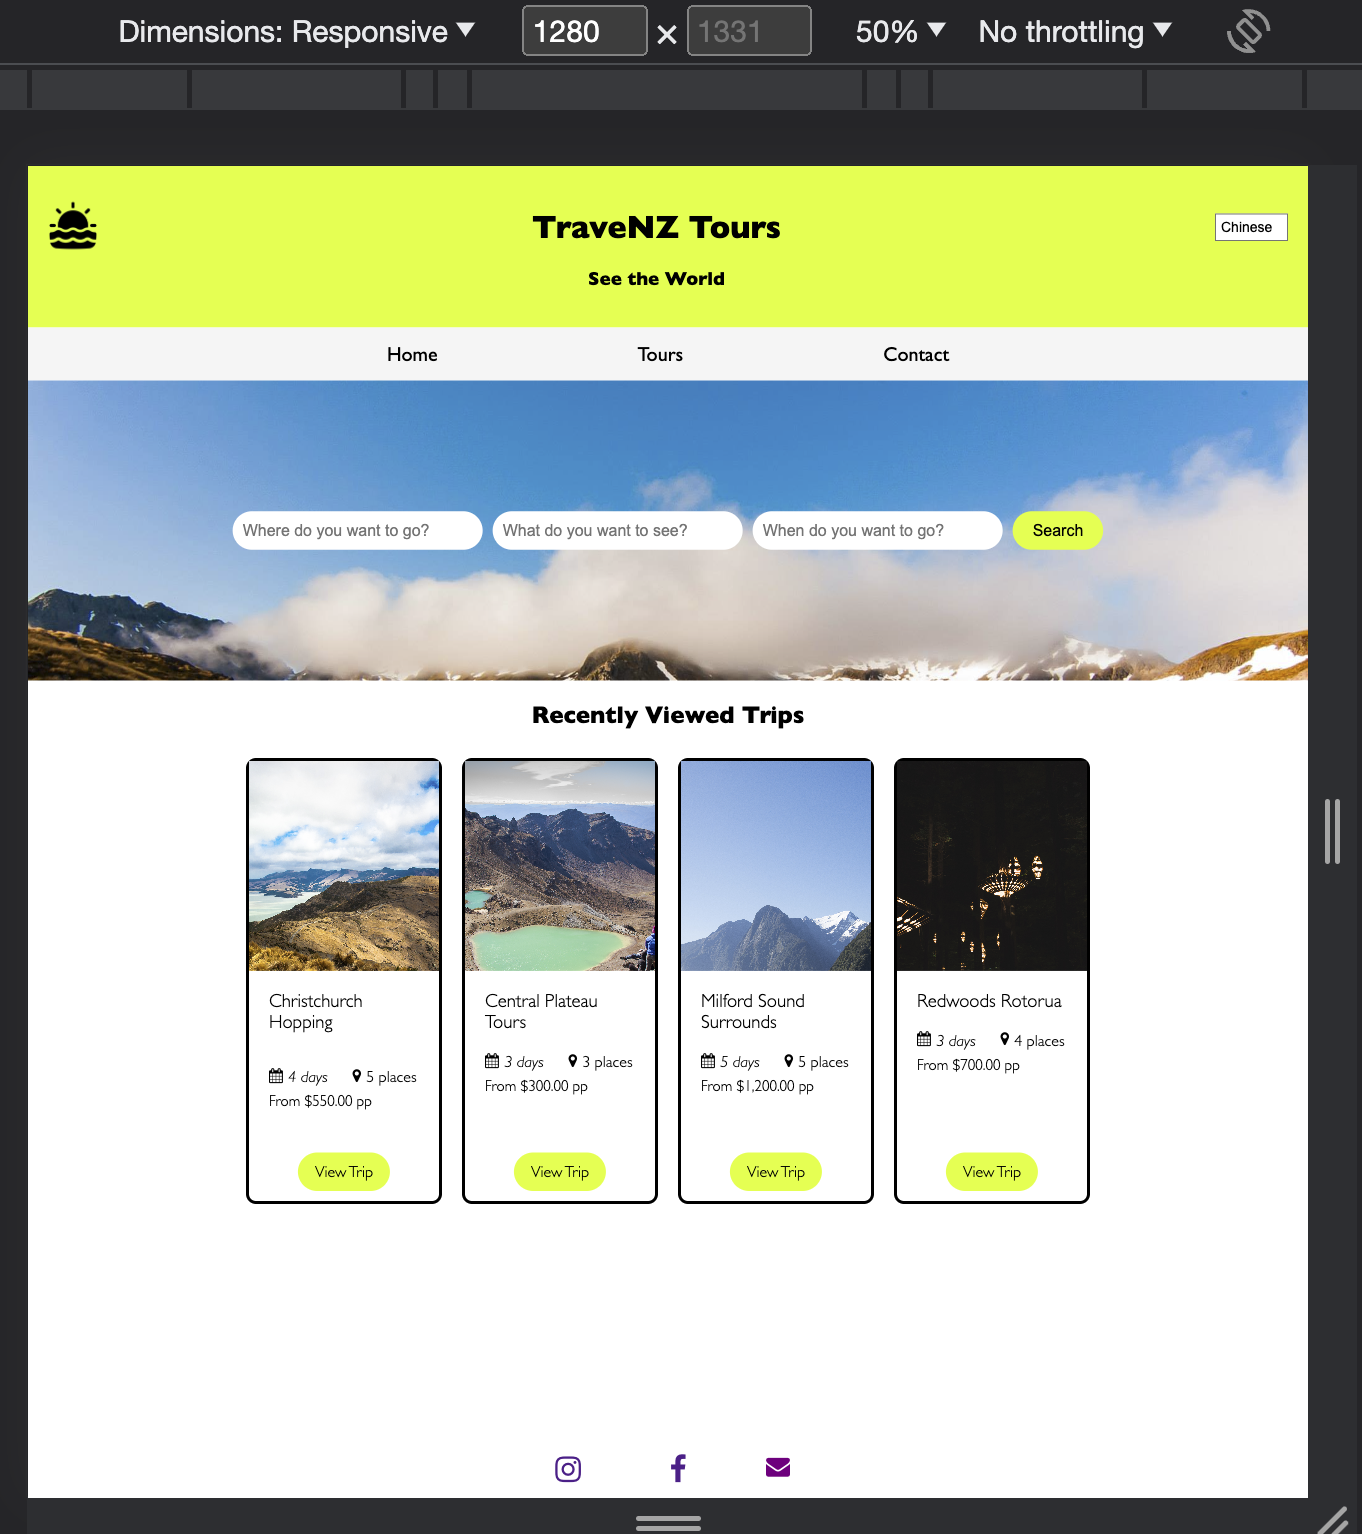 Dimensions: Responsive 1280 × 1331 50% No throttling
TraveNZ Tours
Chinese
See the World
Home Tours Contact
Where do you want to go? What do you want to see? When do you want to go? Search
Recently Viewed Trips
Christchurch
Hopping
4 days 5 places
From $550.00 pp
View Trip
Central Plateau
Tours
3 days 3 places
From $300.00 pp
View Trip
Milford Sound
Surrounds
5 days 5 places
From $1,200.00 pp
View Trip
Redwoods Rotorua
3 days 4 places
From $700.00 pp
View Trip